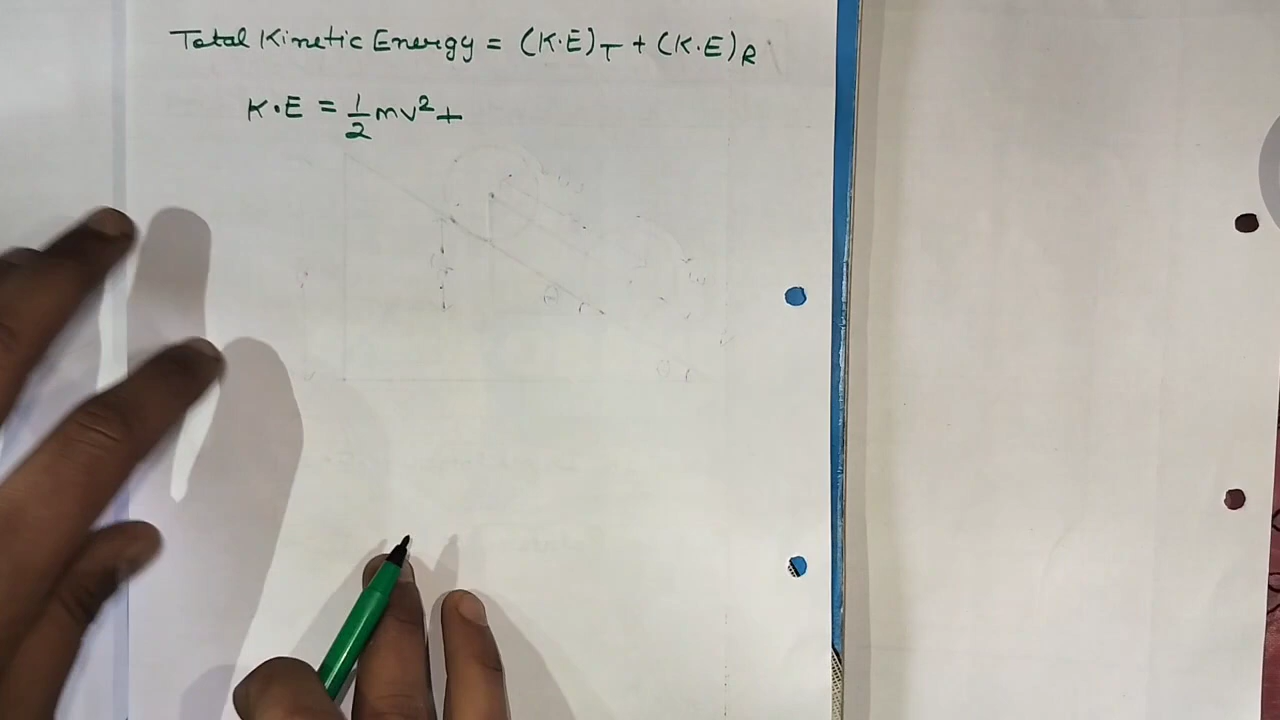 Total Kinetic Energy = (K.E)T + (K.E)R
K.E = 1/2 mv² +